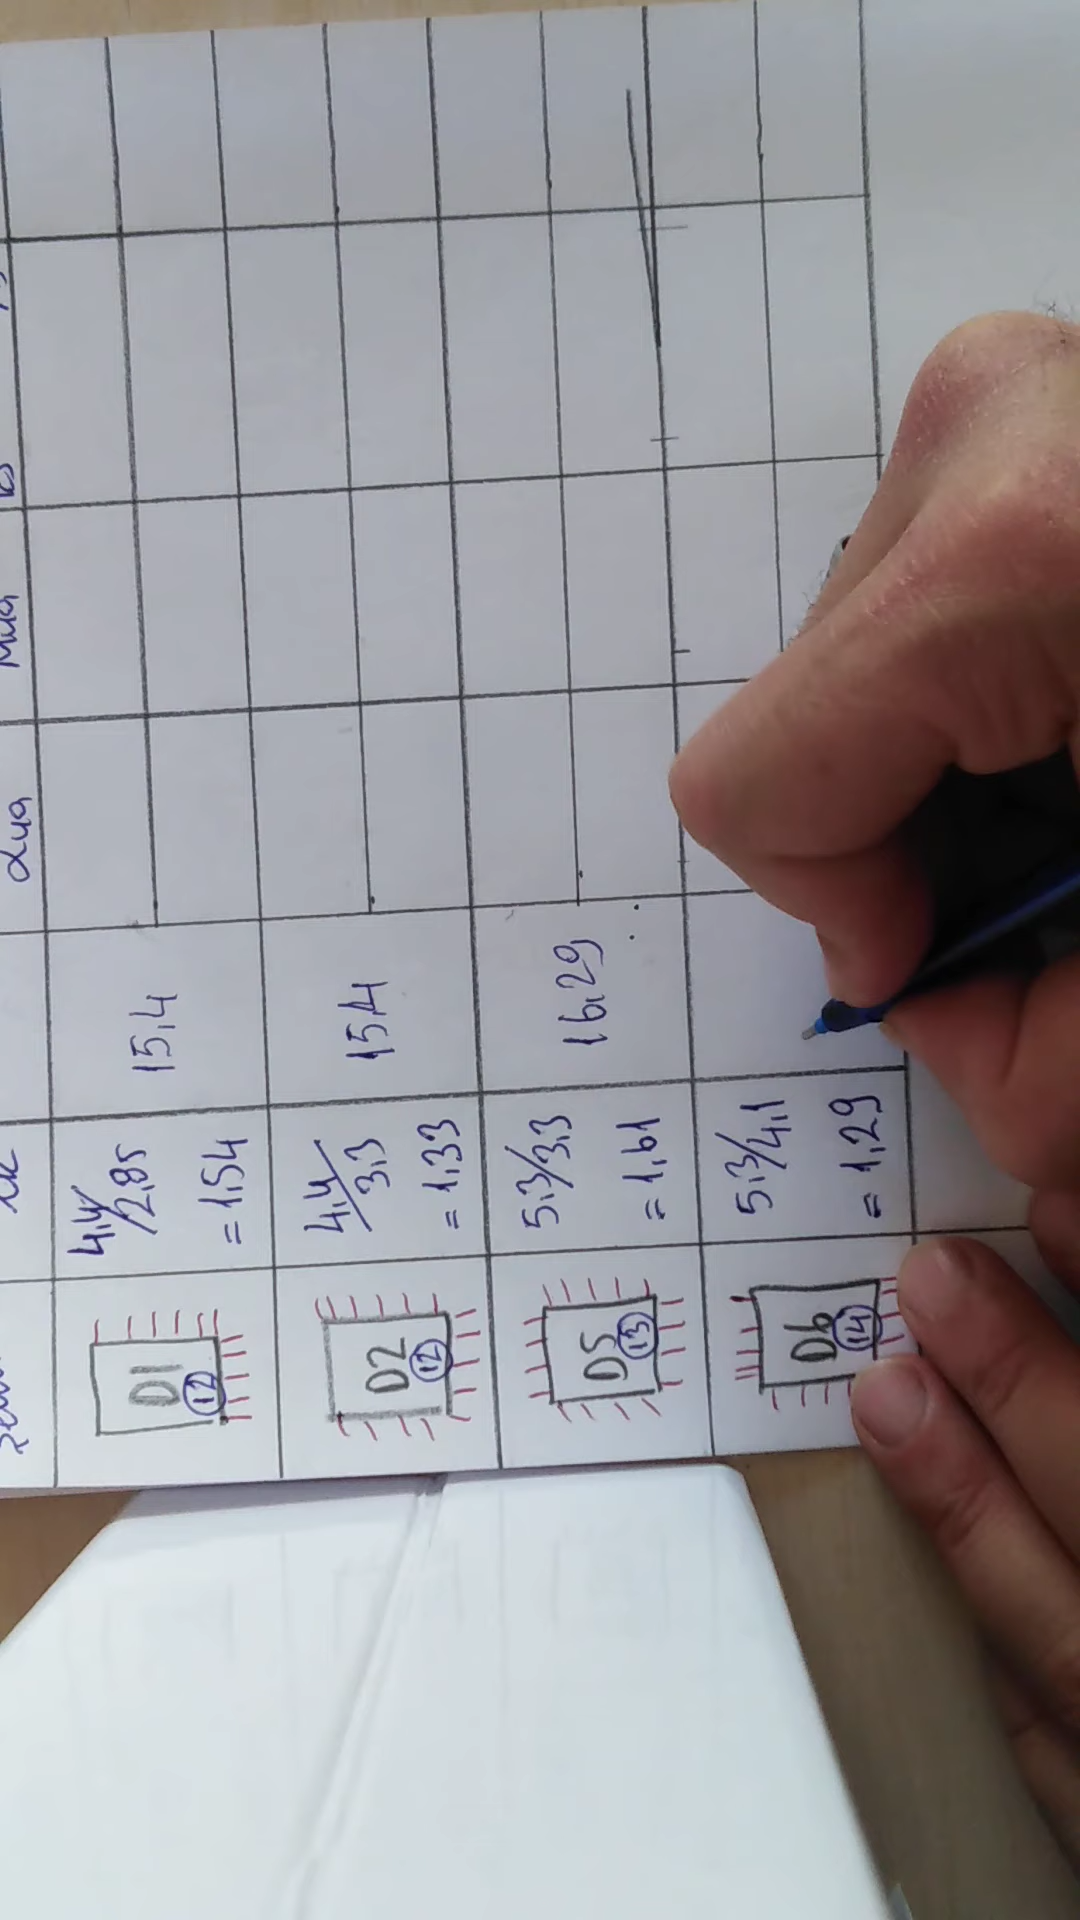 αна
мна
D1
12
4.4/2.85
=1.54
15.4
D2
12
4.4/3.3
=1.33
15.4
D5
13
5.3/3.3
=1.61
16.29
D6
14
5.3/4.1
=1.29